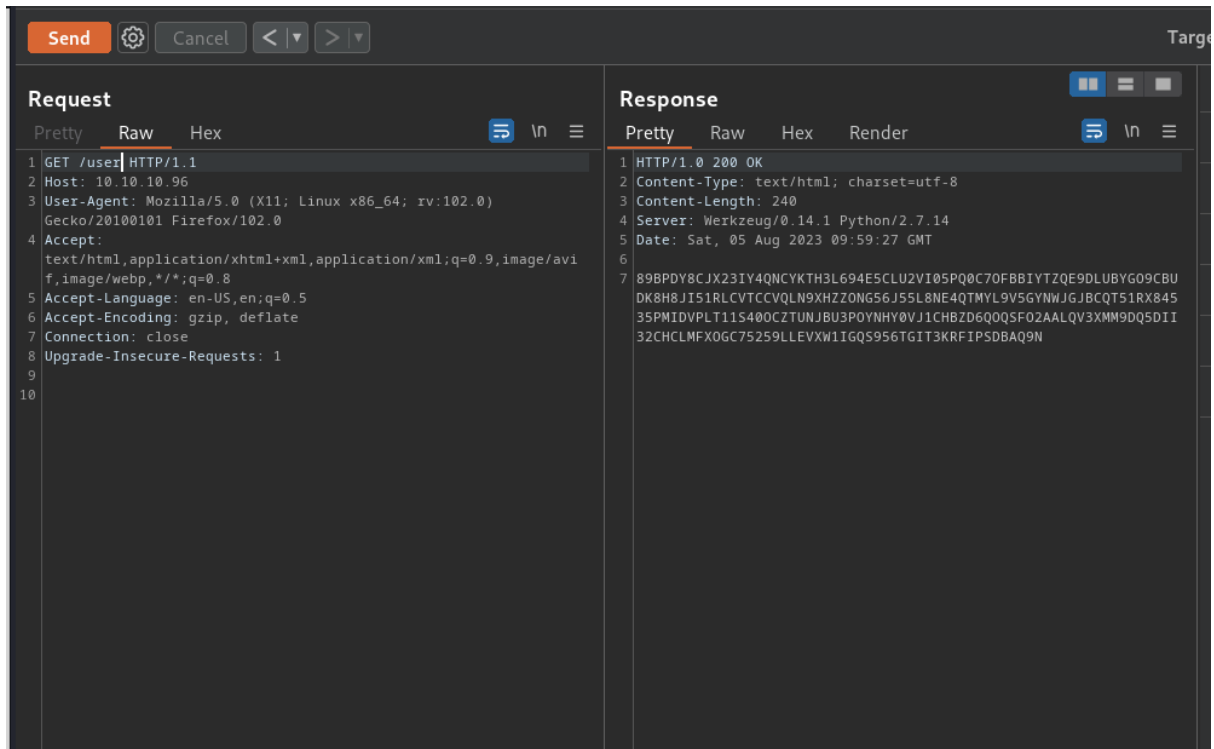 Send
Cancel
< | ▼
> | ▼
Targe
Request
Pretty Raw Hex
\n
1 GET /user HTTP/1.1
2 Host: 10.10.10.96
3 User-Agent: Mozilla/5.0 (X11; Linux x86_64; rv:102.0)
Gecko/20100101 Firefox/102.0
4 Accept:
text/html,application/xhtml+xml,application/xml;q=0.9,image/avi
f,image/webp,*/*;q=0.8
5 Accept-Language: en-US,en;q=0.5
6 Accept-Encoding: gzip, deflate
7 Connection: close
8 Upgrade-Insecure-Requests: 1
9
10
Response
Pretty Raw Hex Render
\n
1 HTTP/1.0 200 OK
2 Content-Type: text/html; charset=utf-8
3 Content-Length: 240
4 Server: Werkzeug/0.14.1 Python/2.7.14
5 Date: Sat, 05 Aug 2023 09:59:27 GMT
6
7 89BPDY8CJX23IY4QNCYKTH3L694E5CLU2VI05PQ0C7OFBBIYTZQE9DLUBYGO9CBU
DK8H8JI51RLCVTCCVQLN9XHZZONG56J55L8NE4QTMYL9V5GYNWJGJBCQT51RX845
35PMIDVPLT11S40OCZTUNJBU3POYNHY0VJ1CHBZD6QOQSFO2AALQV3XMM9DQ5DII
32CHCLMFXOGC75259LLEVXW1IGQS956TGIT3KRFIPSDBAQ9N